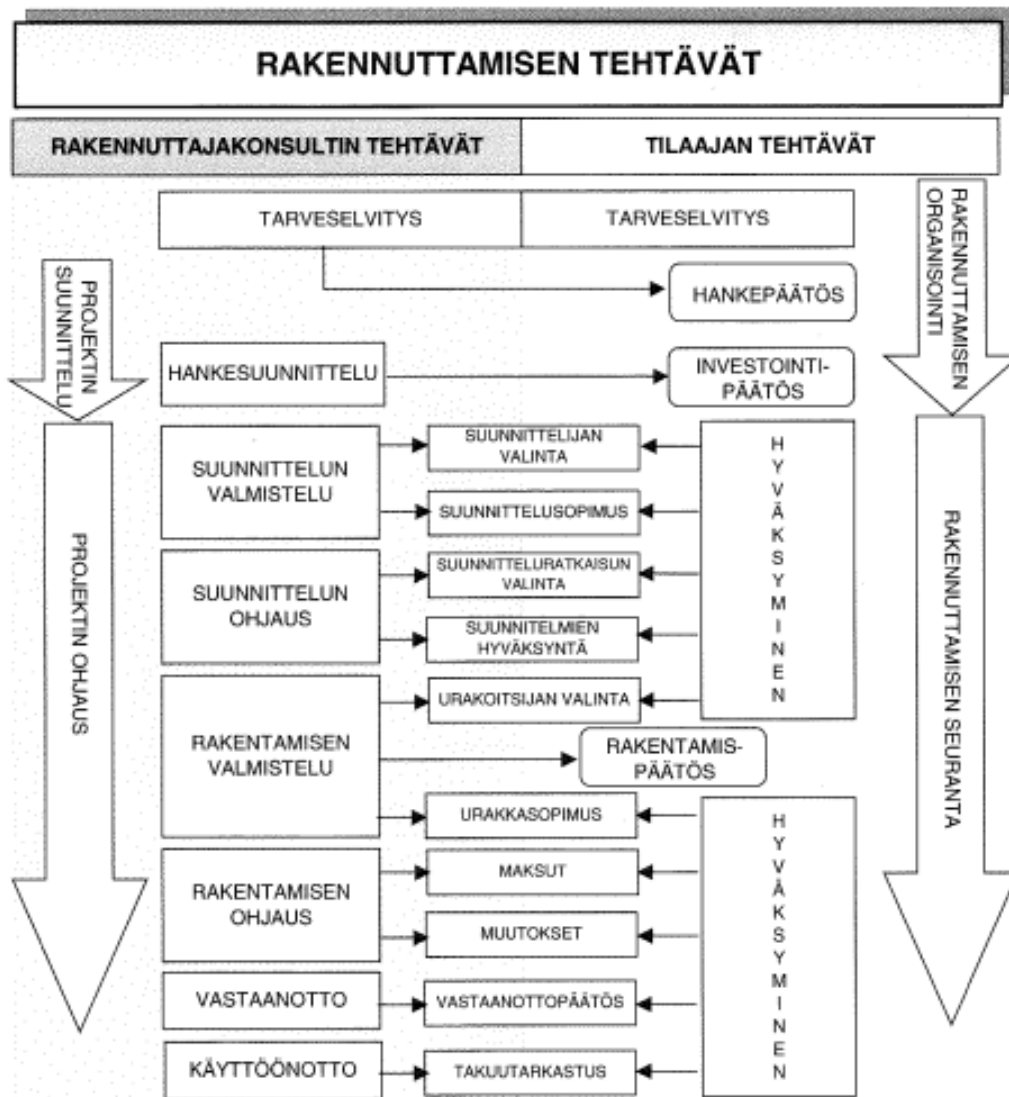 RAKENNUTTAMISEN TEHTÄVÄT
RAKENNUTTAJAKONSULTIN TEHTÄVÄT
TILAAJAN TEHTÄVÄT
TARVESELVITYS
TARVESELVITYS
HANKEPÄÄTÖS
PROJEKTIN
SUUNNITTELU
RAKENNUTTAMISEN
ORGANISOINTI
HANKESUUNNITTELU
INVESTOINTI-
PÄÄTÖS
SUUNNITTELUN
VALMISTELU
SUUNNITTELIJAN
VALINTA
SUUNNITTELUSOPIMUS
HYVÄKSYMINEN
SUUNNITTELUN
OHJAUS
SUUNNITTELURATKAISUN
VALINTA
SUUNNITELMIEN
HYVÄKSYNTÄ
PROJEKTIN OHJAUS
RAKENNUTTAMISEN SEURANTA
RAKENTAMISEN
VALMISTELU
URAKOITSIJAN VALINTA
RAKENTAMIS-
PÄÄTÖS
URAKKASOPIMUS
HYVÄKSYMINEN
RAKENTAMISEN
OHJAUS
MAKSUT
MUUTOKSET
VASTAANOTTO
VASTAANOTTOPÄÄTÖS
KÄYTTÖÖNOTTO
TAKUUTARKASTUS